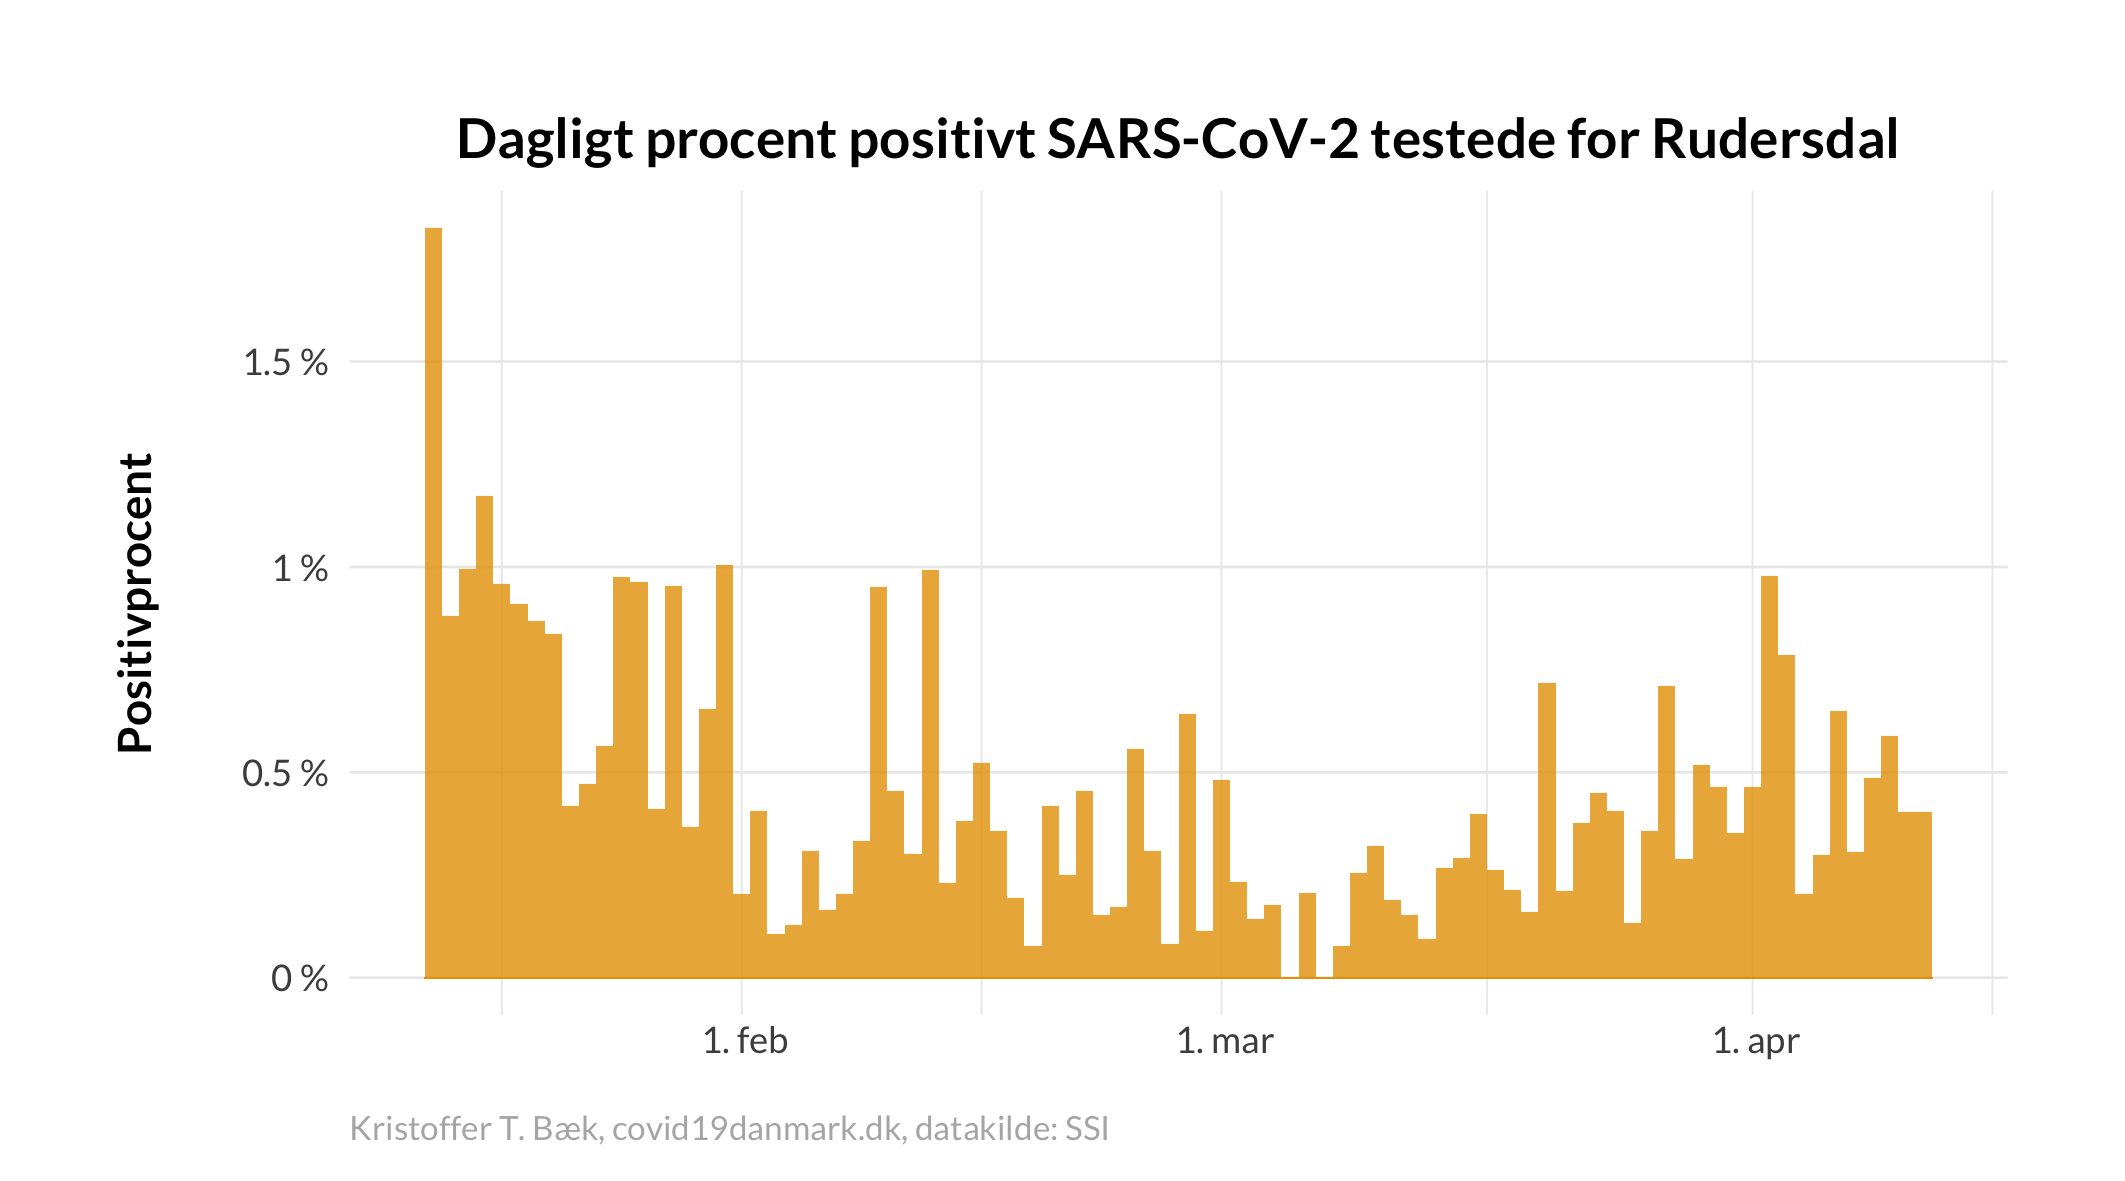 Dagligt procent positivt SARS-CoV-2 testede for Rudersdal
Positivprocent
1.5 %
1 %
0.5 %
0 %
1. feb
1. mar
1. apr
Kristoffer T. Bæk, covid19danmark.dk, datakilde: SSI